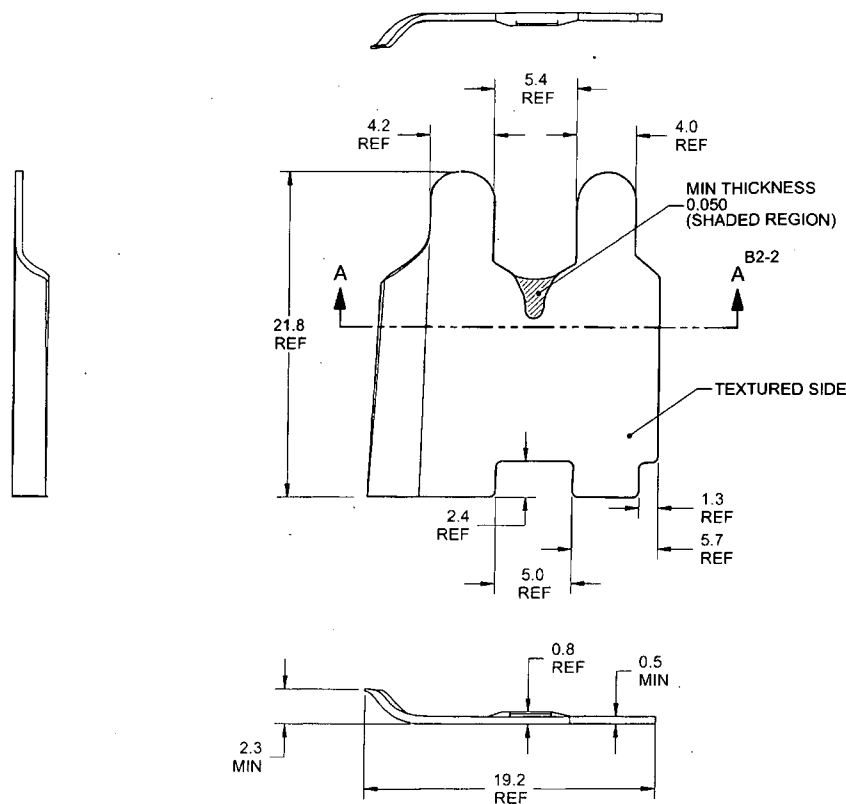 5.4
REF
4.2
REF
4.0
REF
MIN THICKNESS
0.050
(SHADED REGION)
B2-2
A
A
21.8
REF
TEXTURED SIDE
2.4
REF
1.3
REF
5.7
REF
5.0
REF
0.8
REF
0.5
MIN
2.3
MIN
19.2
REF